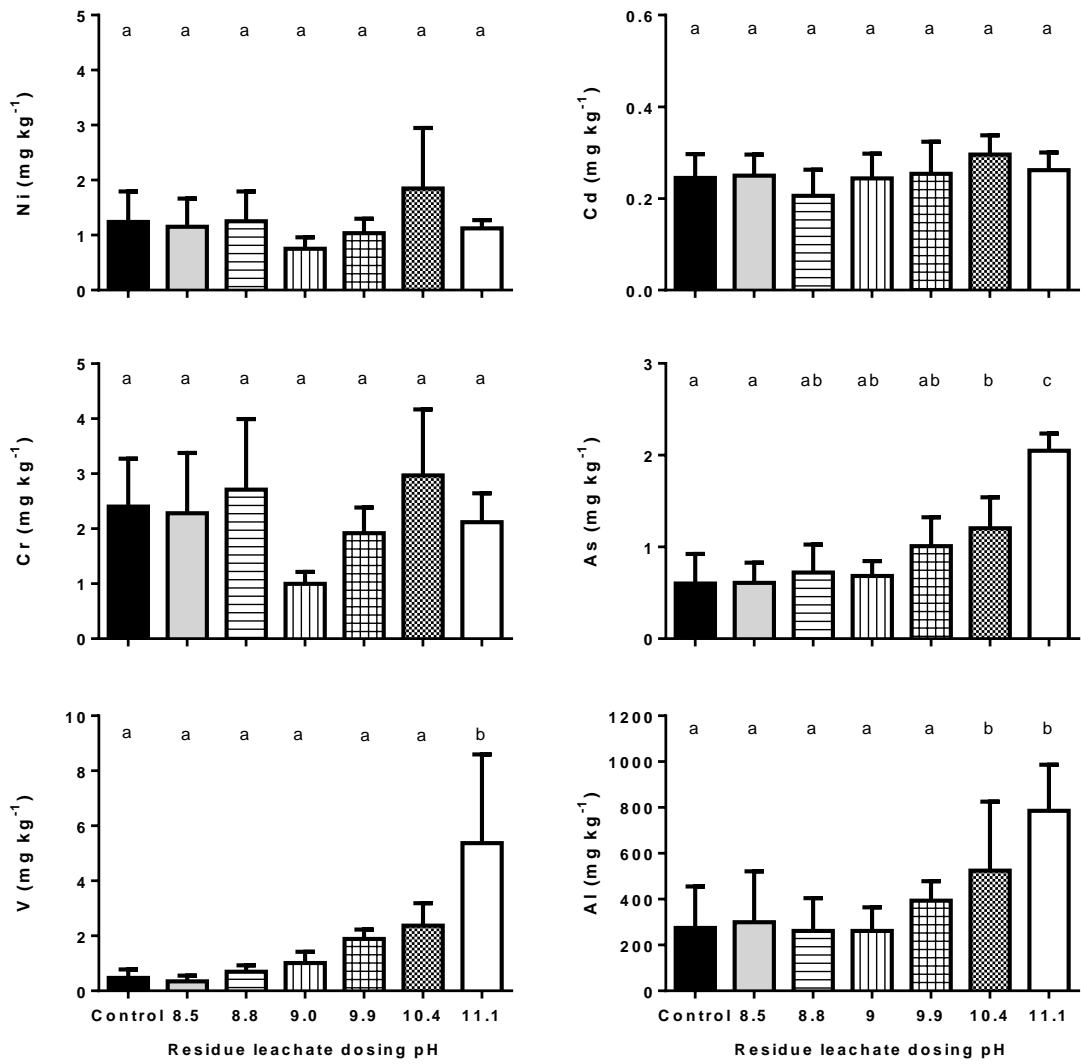 5 a a a a a a a
4
3
2
1
0
Ni (mg kg⁻¹)
0.6 a a a a a a a
0.4
0.2
0.0
Cd (mg kg⁻¹)
5 a a a a a a a
4
3
2
1
0
Cr (mg kg⁻¹)
3 a a ab ab ab b c
2
1
0
As (mg kg⁻¹)
10 a a a a a a b
8
6
4
2
0
V (mg kg⁻¹)
Control 8.5 8.8 9.0 9.9 10.4 11.1
Residue leachate dosing pH
1200 a a a a a b b
1000
800
600
400
200
0
Al (mg kg⁻¹)
Control 8.5 8.8 9 9.9 10.4 11.1
Residue leachate dosing pH